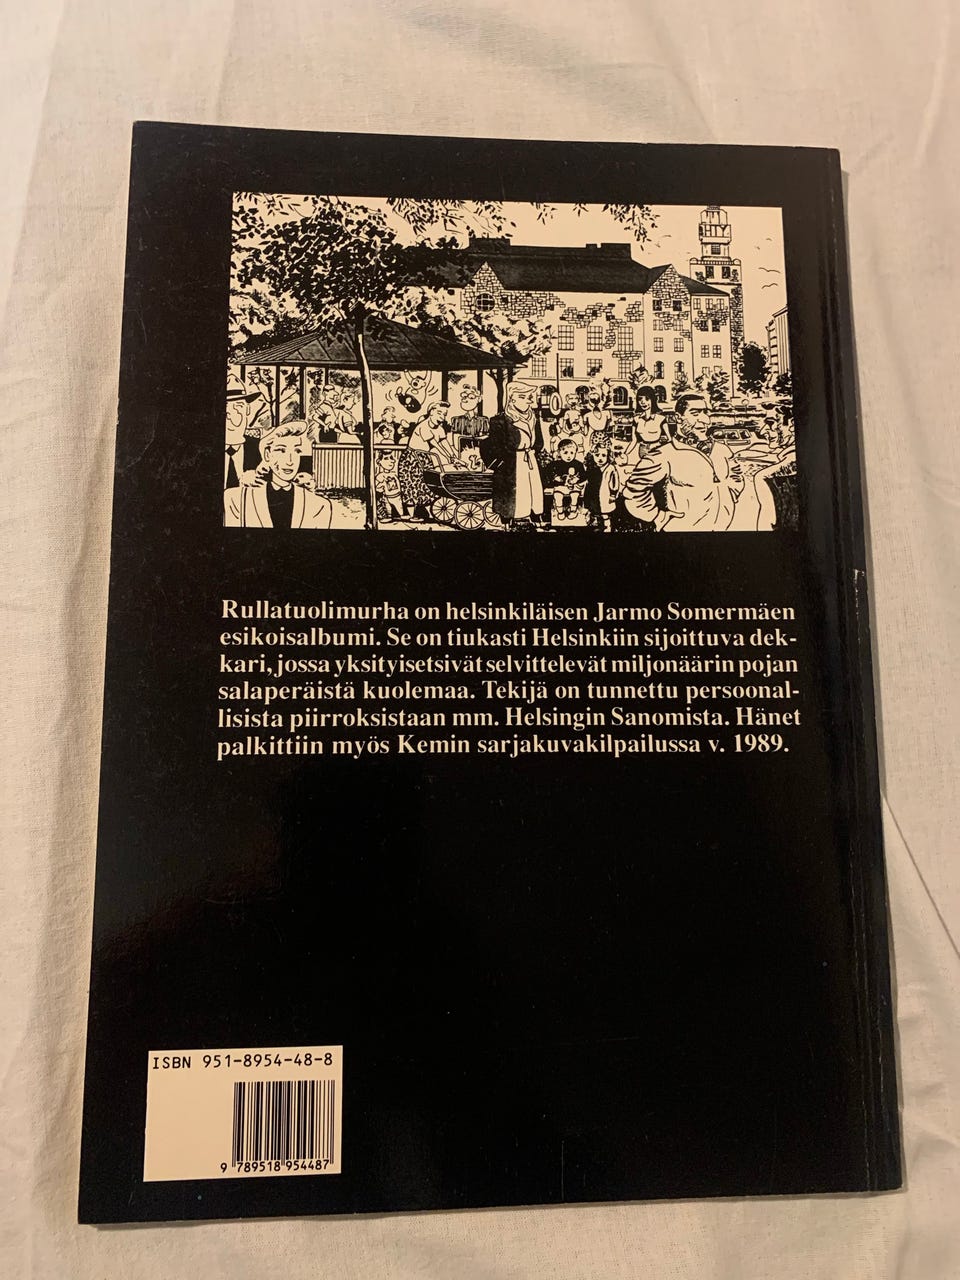 HTY
Rullatuolimurha on helsinkiläisen Jarmo Somermäen
esikoisalbumi. Se on tiukasti Helsinkiin sijoittuva dek-
kari, jossa yksityisetsivät selvittelevät miljonäärin pojan
salaperäistä kuolemaa. Tekijä on tunnettu persoonal-
lisista piirroksistaan mm. Helsingin Sanomista. Hänet
palkittiin myös Kemin sarjakuvakilpailussa v. 1989.
ISBN 951-8954-48-8
9 789518 954487